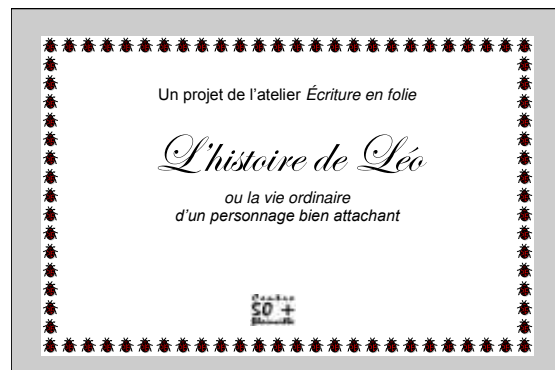 Un projet de l'atelier Écriture en folie
L'histoire de Léo
ou la vie ordinaire
d'un personnage bien attachant
50 +